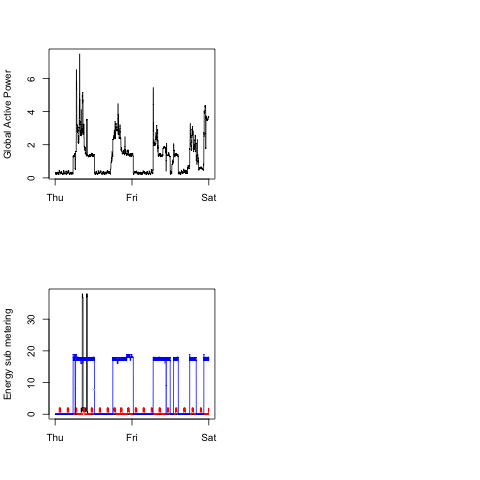 Global Active Power
6
4
2
0
Thu Fri Sat
Energy sub metering
30
20
10
0
Thu Fri Sat